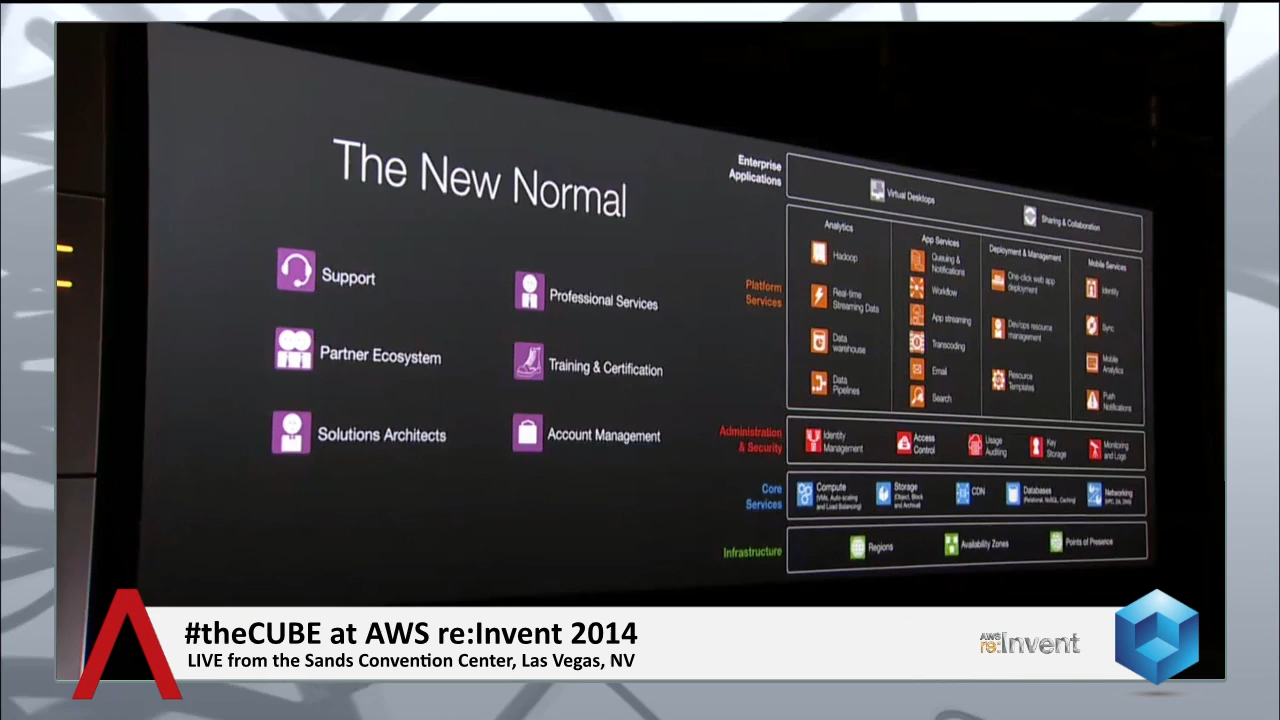 The New Normal
Support
Professional Services
Partner Ecosystem
Training & Certification
Solutions Architects
Account Management
Enterprise
Applications
Virtual Desktops
Sharing & Collaboration
Platform
Services
Analytics
Hadoop
Real-time
Streaming Data
Data
warehouse
Data
Pipelines
App Services
Queuing &
Notifications
Workflow
App streaming
Transcoding
Email
Search
Deployment & Management
One-click web app
deployment
Dev/ops resource
management
Resource
Templates
Mobile Services
Identity
Sync
Mobile
Analytics
Push
Notifications
Administration
& Security
Identity
Management
Access
Control
Usage
Auditing
Key
Storage
Monitoring
and Logs
Core
Services
Compute
(VMs, Auto-scaling
and Load Balancing)
Storage
(Object, Block
and Archival)
CDN
Databases
(Relational, NoSQL, Caching)
Networking
(VPC, DX, DNS)
Infrastructure
Regions
Availability Zones
Points of Presence
#theCUBE at AWS re:Invent 2014
LIVE from the Sands Convention Center, Las Vegas, NV
AWS
re:Invent